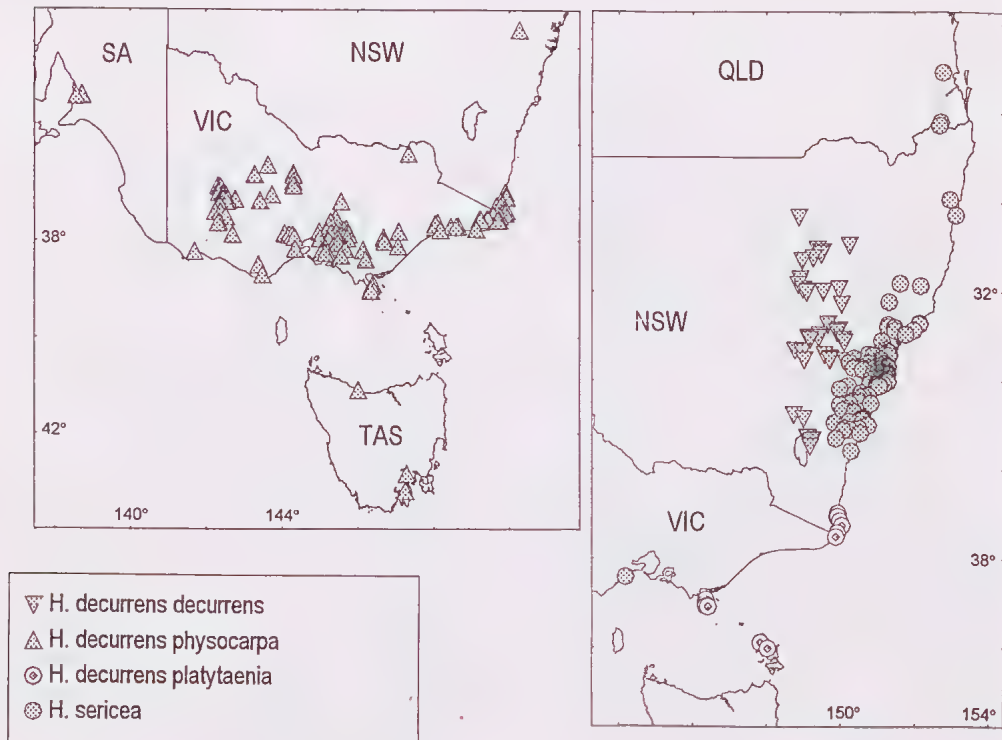 SA
NSW
VIC
38°
42°
TAS
140°
144°
QLD
NSW
32°
VIC
38°
150°
154°
H. decurrens decurrens
H. decurrens physocarpa
H. decurrens platytaenia
H. sericea